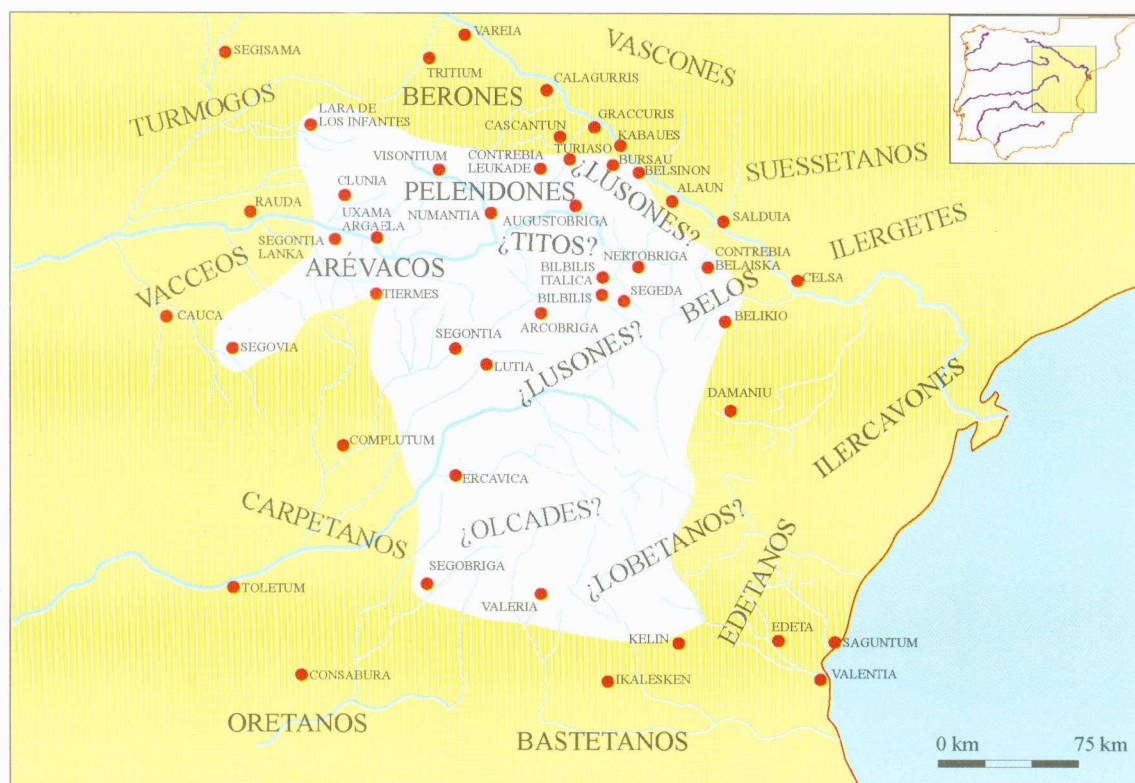 VAREIA
SEGISAMA
VASCONES
TRITIUM
CALAGURRIS
BERONES
TURMOGOS
LARA DE
LOS INFANTES
GRACCURIS
CASCANTUN
KABAUES
TURIASO
VISONTIUM
CONTREBIA
LEUKADE
BURSAU
BELSINON
SUESSETANOS
¿LUSONES?
ALAUN
CLUNIA
PELENDONES
RAUDA
UXAMA
ARGAELA
NUMANTIA
AUGUSTOBRIGA
SALDUIA
ILERGETES
SEGONTIA
LANKA
¿TITOS?
ARÉVACOS
VACCEOS
NERTOBRIGA
CONTREBIA
BELAISKA
BILBILIS
ITALICA
CELSA
BELOS
TIERMES
BILBILIS
SEGEDA
CAUCA
ARCOBRIGA
BELIKIO
SEGOVIA
SEGONTIA
LUTIA
¿LUSONES?
DAMANIU
ILERCAVONES
COMPLUTUM
ERCAVICA
CARPETANOS
¿OLCADES?
¿LOBETANOS?
EDETANOS
SEGOBRIGA
TOLETUM
VALERIA
KELIN
EDETA
SAGUNTUM
CONSABURA
IKALESKEN
VALENTIA
ORETANOS
BASTETANOS
0 km
75 km